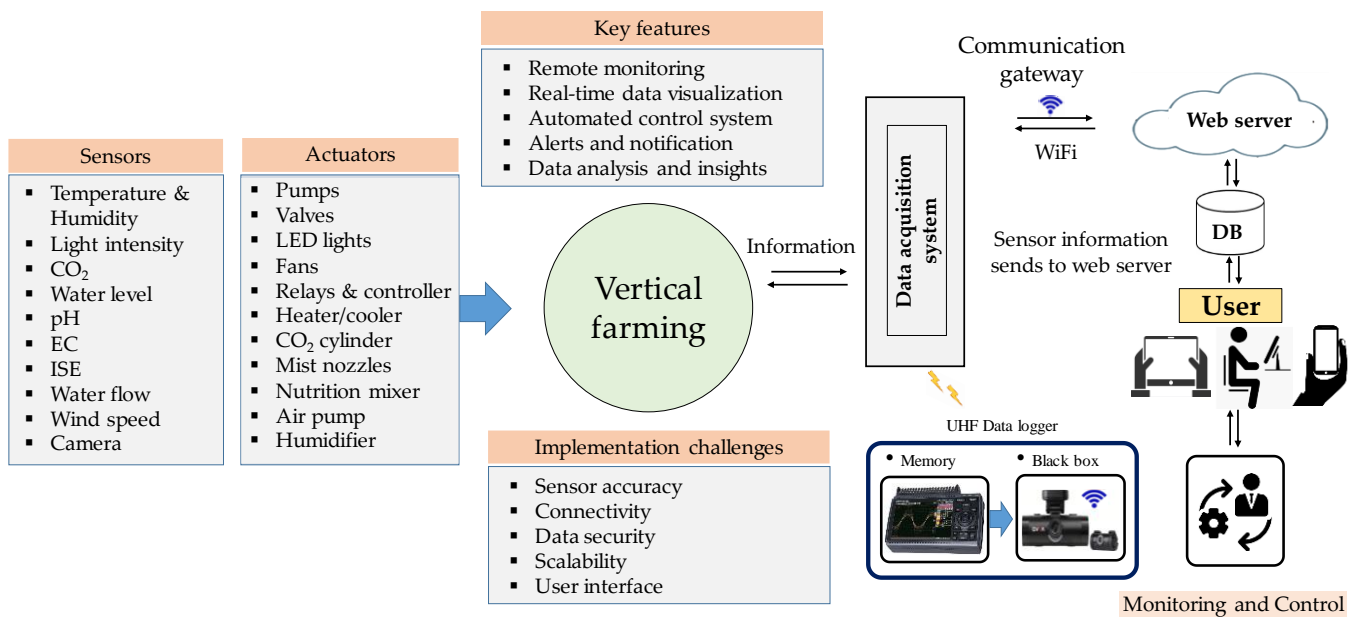 Key features
▪ Remote monitoring
▪ Real-time data visualization
▪ Automated control system
▪ Alerts and notification
▪ Data analysis and insights
Sensors
▪ Temperature &
Humidity
▪ Light intensity
▪ CO₂
▪ Water level
▪ pH
▪ EC
▪ ISE
▪ Water flow
▪ Wind speed
▪ Camera
Actuators
▪ Pumps
▪ Valves
▪ LED lights
▪ Fans
▪ Relays & controller
▪ Heater/cooler
▪ CO₂ cylinder
▪ Mist nozzles
▪ Nutrition mixer
▪ Air pump
▪ Humidifier
Vertical
farming
Implementation challenges
▪ Sensor accuracy
▪ Connectivity
▪ Data security
▪ Scalability
▪ User interface
Information
Data acquisition
system
Communication
gateway
WiFi
Web server
DB
Sensor information
sends to web server
User
UHF Data logger
• Memory
• Black box
Monitoring and Control